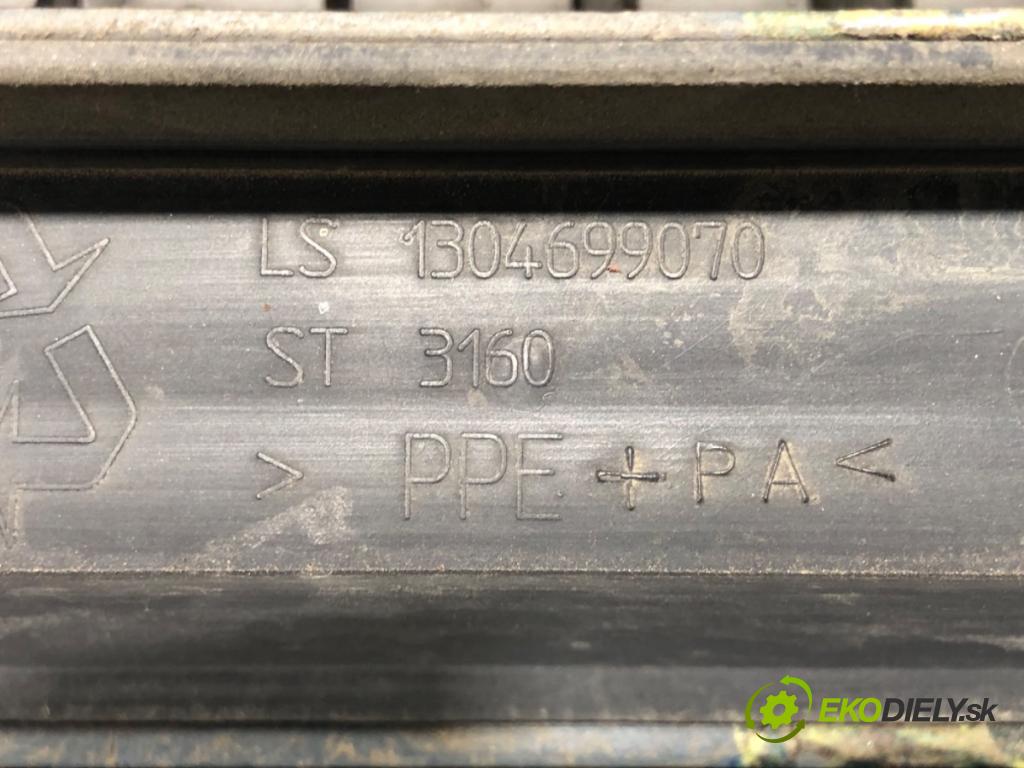 LS 1304699070
ST 3160
> PPE + PA <
EKODIELY.sk